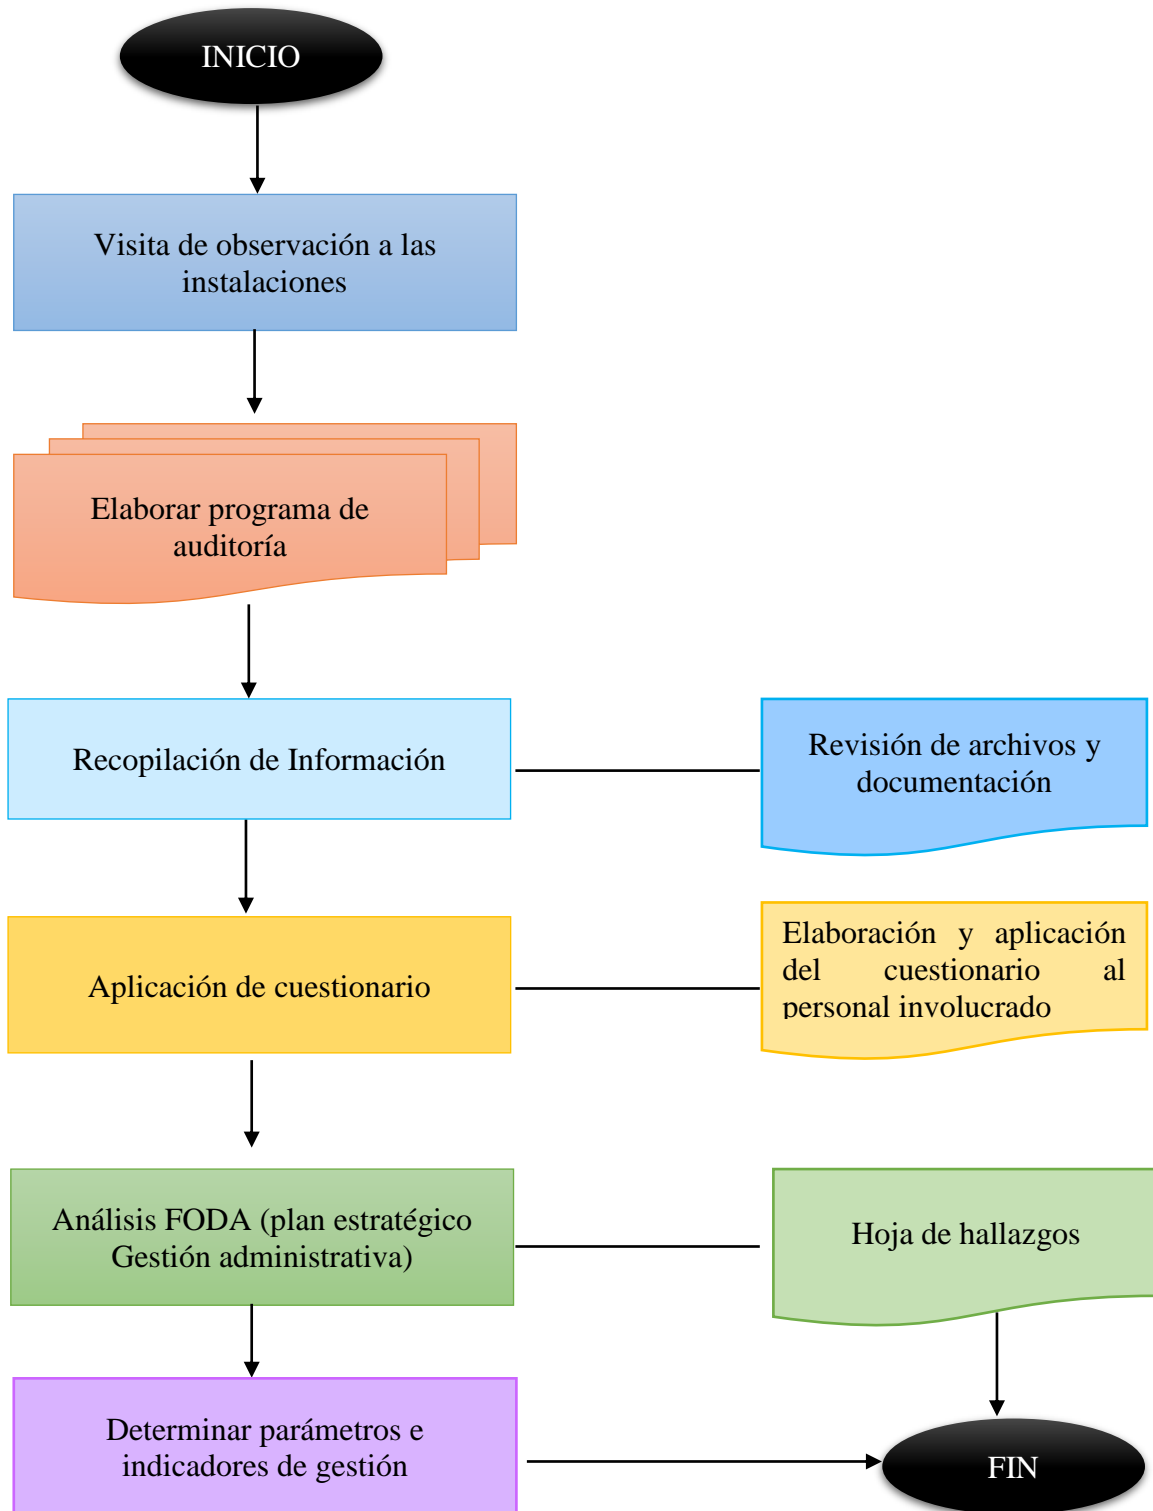 INICIO
Visita de observación a las
instalaciones
Elaborar programa de
auditoría
Recopilación de Información
Revisión de archivos y
documentación
Aplicación de cuestionario
Elaboración y aplicación
del cuestionario al
personal involucrado
Análisis FODA (plan estratégico
Gestión administrativa)
Hoja de hallazgos
Determinar parámetros e
indicadores de gestión
FIN